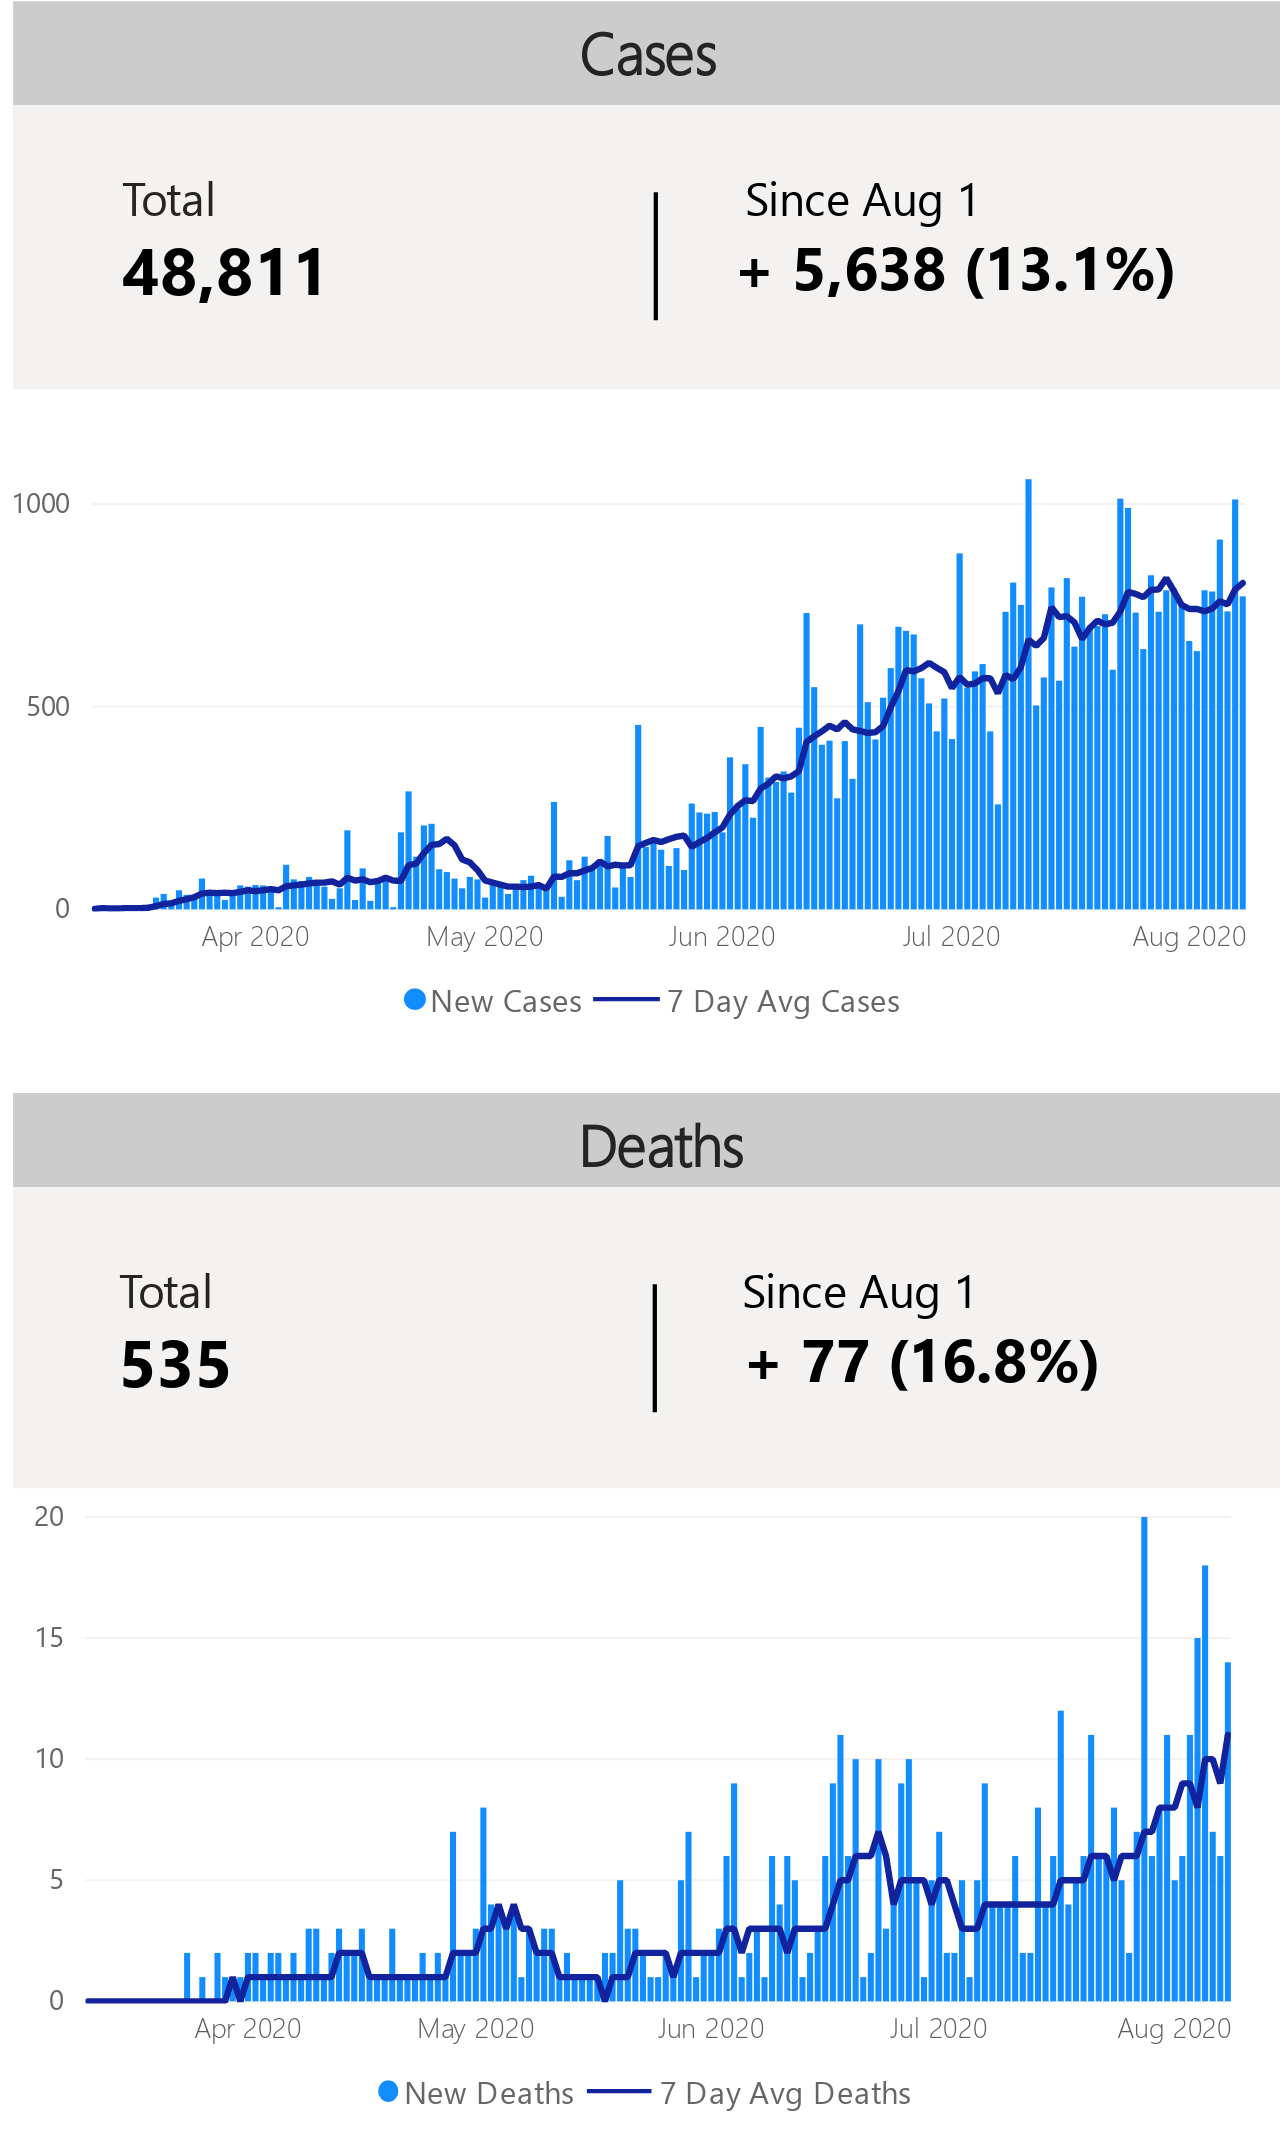 Cases
Total
48,811
Since Aug 1
+ 5,638 (13.1%)
1000
500
0
Apr 2020 May 2020 Jun 2020 Jul 2020 Aug 2020
New Cases 7 Day Avg Cases
Deaths
Total
535
Since Aug 1
+ 77 (16.8%)
20
15
10
5
0
Apr 2020 May 2020 Jun 2020 Jul 2020 Aug 2020
New Deaths 7 Day Avg Deaths